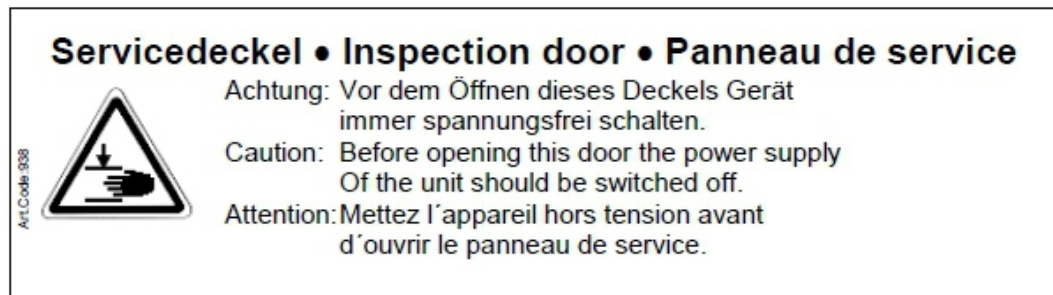 Servicedeckel • Inspection door • Panneau de service
Achtung: Vor dem Öffnen dieses Deckels Gerät
immer spannungsfrei schalten.
Caution: Before opening this door the power supply
Of the unit should be switched off.
Attention: Mettez l´appareil hors tension avant
d´ouvrir le panneau de service.
Art.Code:938